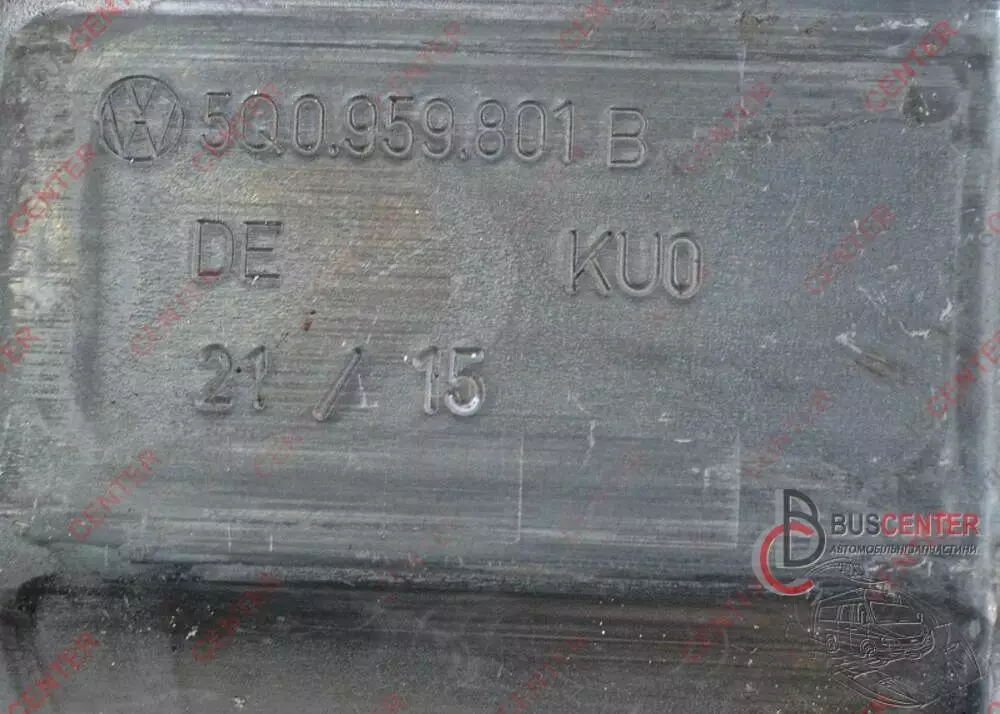 5Q0.959.801 B
DE KU0
21 / 15
BUSCENTER
АВТОМОБІЛЬНІ ЗАПЧАСТИНИ